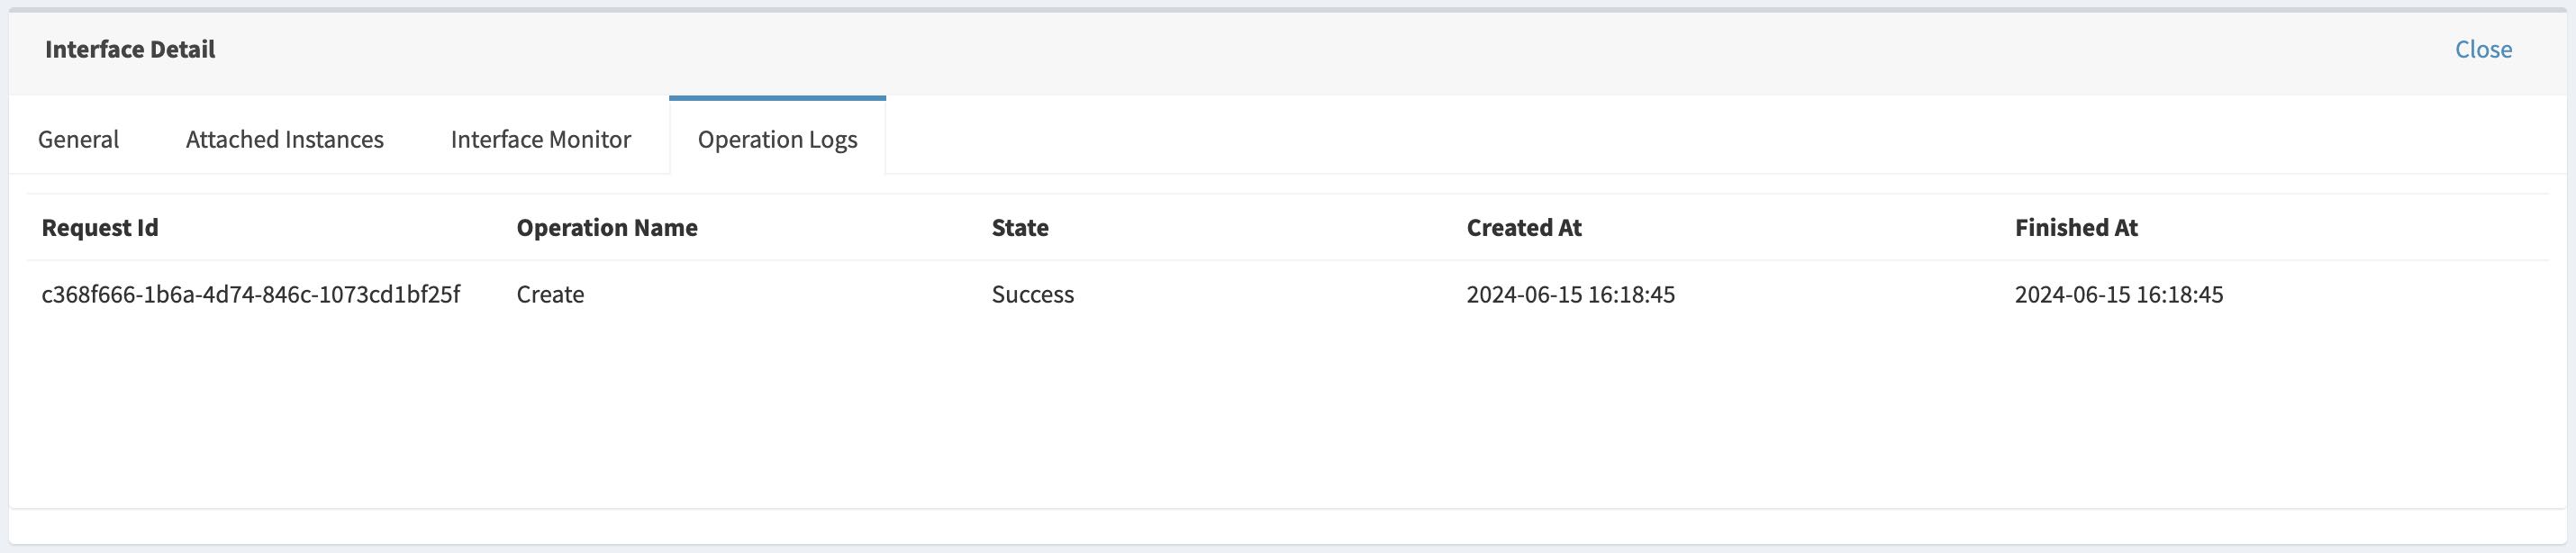 Interface Detail Close
General Attached Instances Interface Monitor Operation Logs
Request Id Operation Name State Created At Finished At
c368f666-1b6a-4d74-846c-1073cd1bf25f Create Success 2024-06-15 16:18:45 2024-06-15 16:18:45